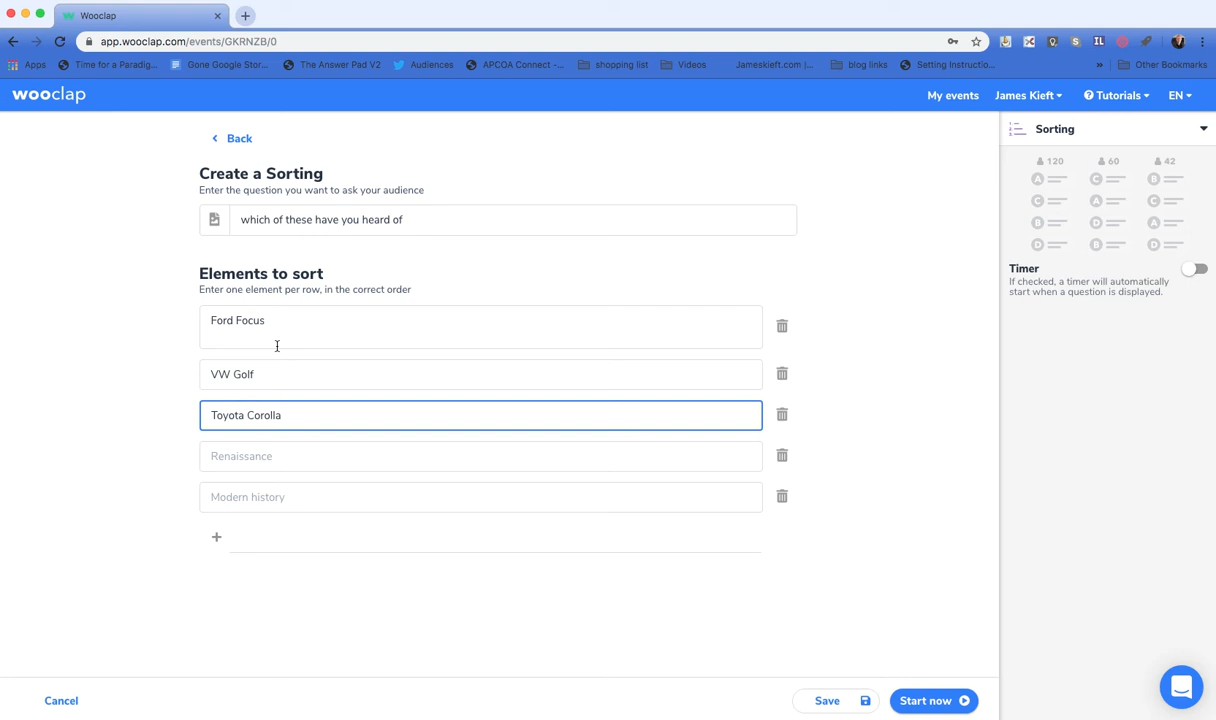 Wooclap
app.wooclap.com/events/GKRNZB/0
Apps
Time for a Paradig...
Gone Google Stor...
The Answer Pad V2
Audiences
APCOA Connect -...
shopping list
Videos
Jameskieft.com |...
blog links
Setting Instructio...
»
Other Bookmarks
wooclap
My events
James Kieft
Tutorials
EN
Back
Sorting
Create a Sorting
Enter the question you want to ask your audience
which of these have you heard of
120 60 42
A C B
C A C
B D A
D B D
Timer
If checked, a timer will automatically
start when a question is displayed.
Elements to sort
Enter one element per row, in the correct order
Ford Focus
VW Golf
Toyota Corolla
Renaissance
Modern history
+
Cancel
Save
Start now